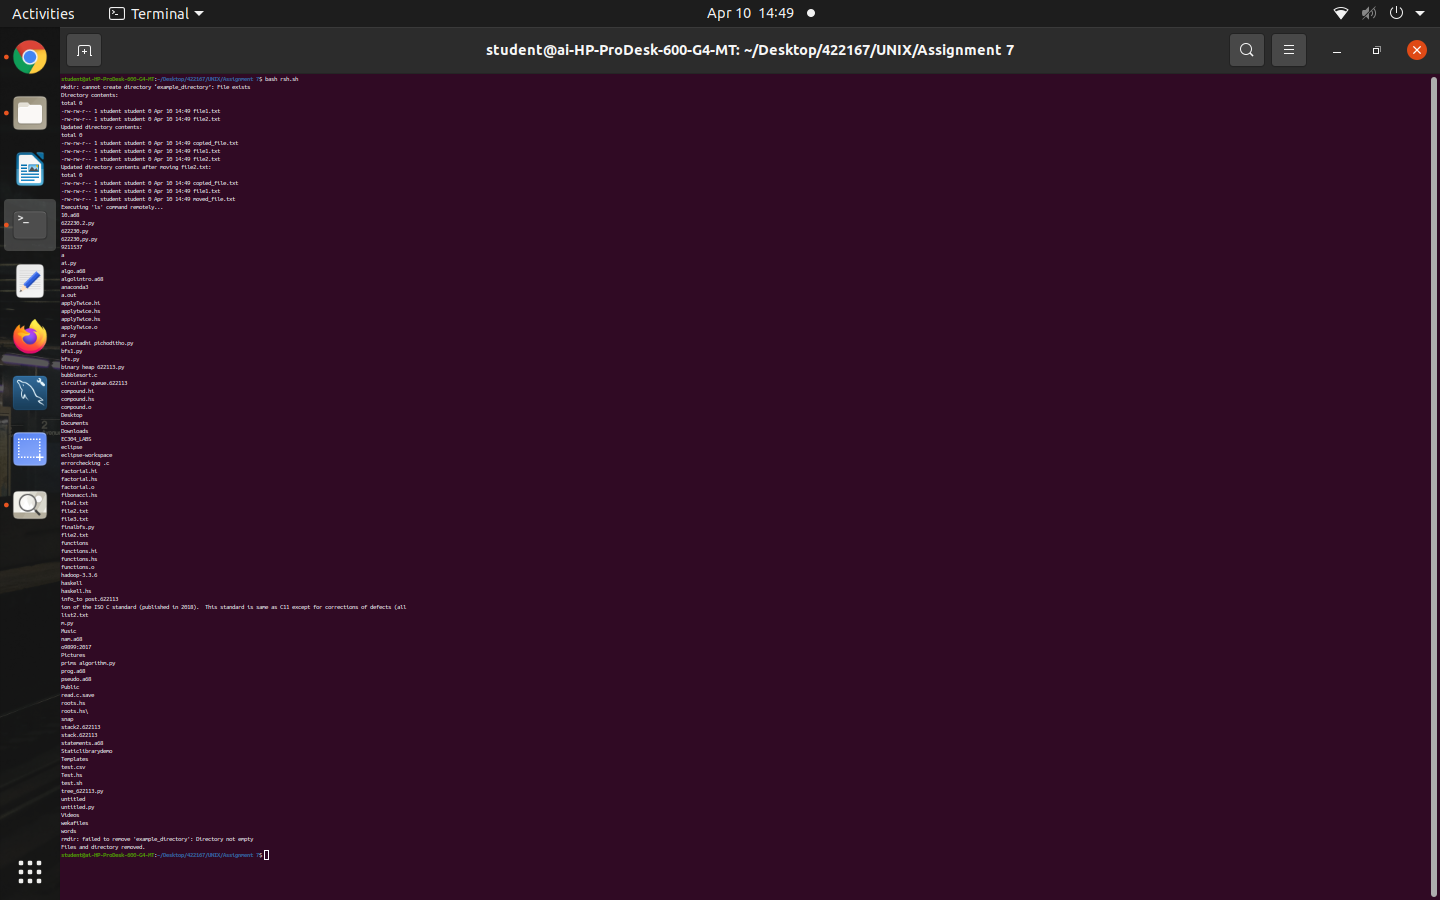 Activities
Terminal
Apr 10 14:49
student@ai-HP-ProDesk-600-G4-MT: ~/Desktop/422167/UNIX/Assignment 7
student@ai-HP-ProDesk-600-G4-MT:~/Desktop/422167/UNIX/Assignment 7$ bash rsh.sh
mkdir: cannot create directory 'example_directory': File exists
Directory contents:
total 0
-rw-rw-r-- 1 student student 0 Apr 10 14:49 file1.txt
-rw-rw-r-- 1 student student 0 Apr 10 14:49 file2.txt
Updated directory contents:
total 0
-rw-rw-r-- 1 student student 0 Apr 10 14:49 copied_file.txt
-rw-rw-r-- 1 student student 0 Apr 10 14:49 file1.txt
-rw-rw-r-- 1 student student 0 Apr 10 14:49 file2.txt
Updated directory contents after moving file2.txt:
total 0
-rw-rw-r-- 1 student student 0 Apr 10 14:49 copied_file.txt
-rw-rw-r-- 1 student student 0 Apr 10 14:49 file1.txt
-rw-rw-r-- 1 student student 0 Apr 10 14:49 moved_file.txt
Executing 'ls' command remotely...
10.a68
622230.2.py
622230.py
622230,py.py
9211537
a
ai.py
algo.a68
algolintro.a68
anaconda3
a.out
applyTwice.hi
applytwice.hs
applyTwice.hs
applyTwice.o
ar.py
atluntadhi pichoditho.py
bfs1.py
bfs.py
binary heap 622113.py
bubblesort.c
circuilar queue.622113
compound.hi
compound.hs
compound.o
Desktop
Documents
Downloads
EC304_LABS
eclipse
eclipse-workspace
errorchecking .c
factorial.hi
factorial.hs
factorial.o
fibonacci.hs
file1.txt
file2.txt
file3.txt
finalbfs.py
flie2.txt
functions
functions.hi
functions.hs
functions.o
hadoop-3.3.6
haskell
haskell.hs
info_to post.622113
ion of the ISO C standard (published in 2018).  This standard is same as C11 except for corrections of defects (all
list2.txt
m.py
Music
nam.a68
o9899:2017
Pictures
prims algorithm.py
prog.a68
pseudo.a68
Public
read.c.save
roots.hs
roots.hs\
snap
stack2.622113
stack.622113
statements.a68
Staticlibrarydemo
Templates
test.csv
Test.hs
test.sh
tree_622113.py
untitled
untitled.py
Videos
wekafiles
words
rmdir: failed to remove 'example_directory': Directory not empty
Files and directory removed.
student@ai-HP-ProDesk-600-G4-MT:~/Desktop/422167/UNIX/Assignment 7$